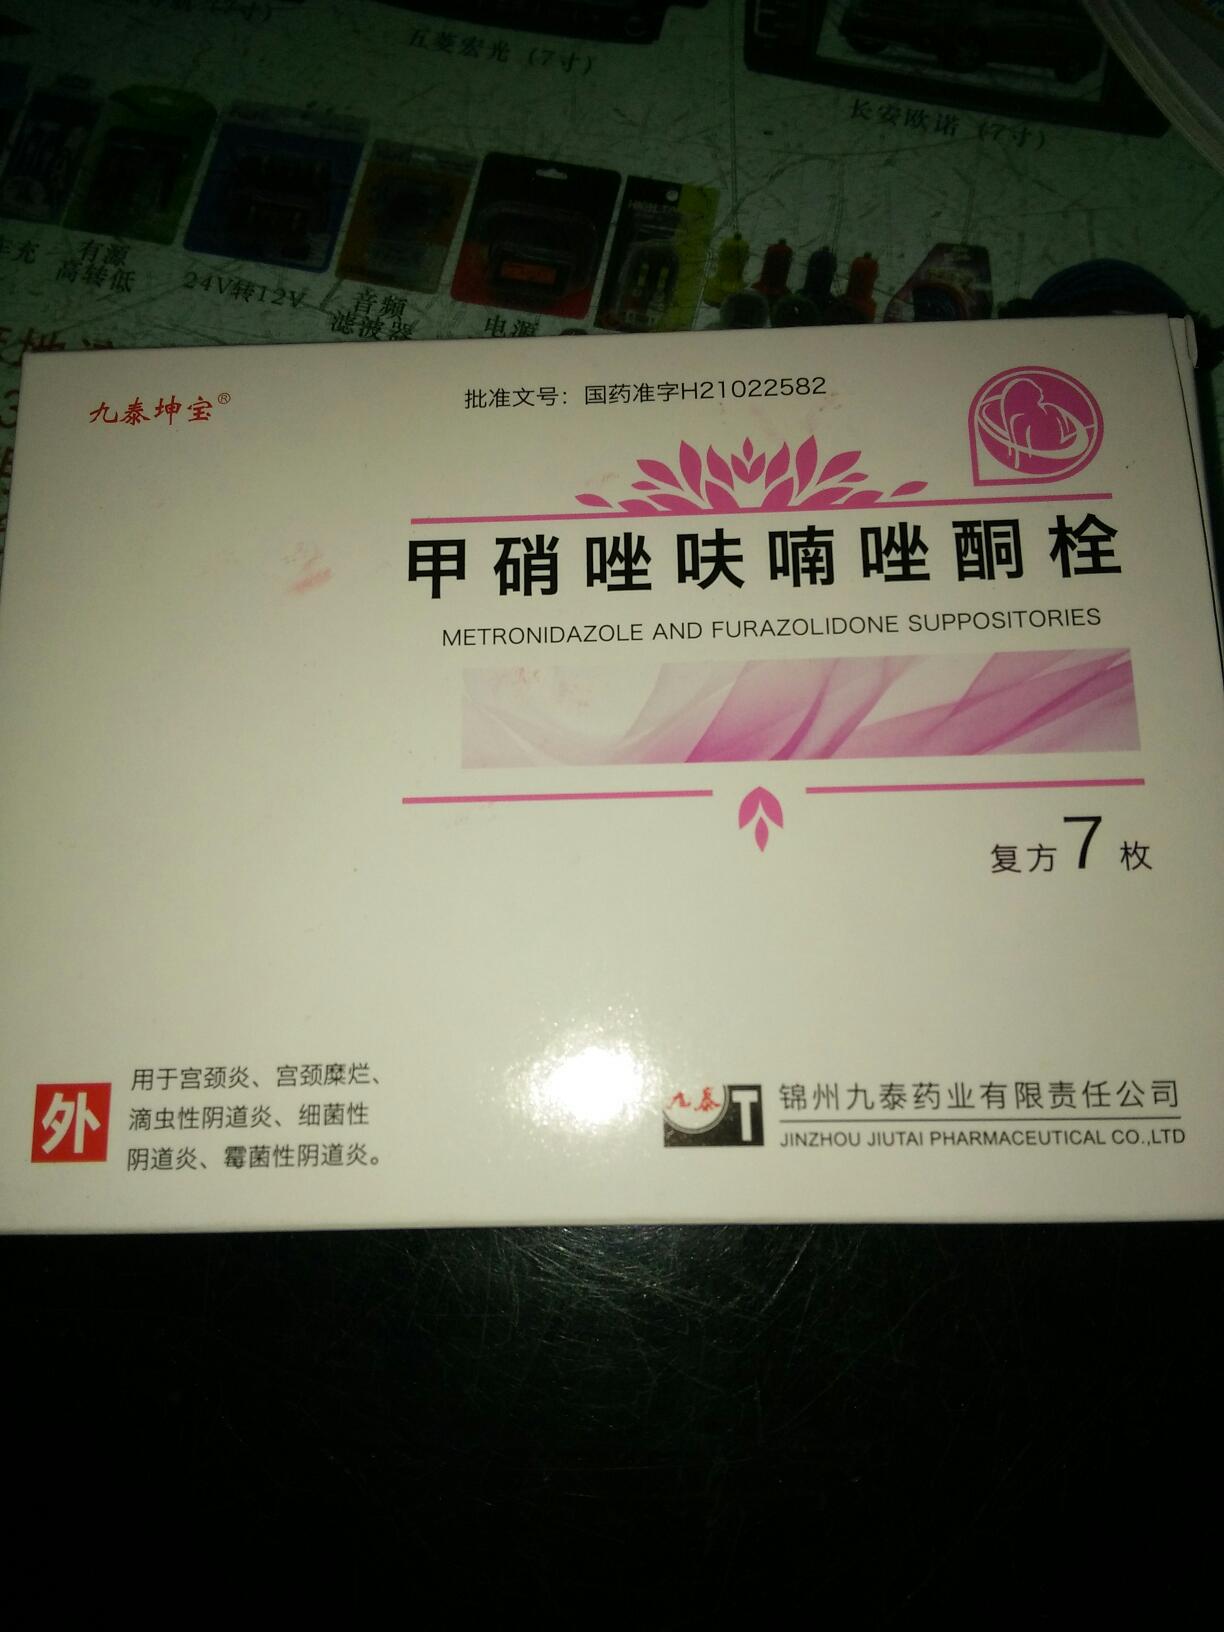 五菱宏光（7寸）
长安欧诺（7寸）
有源
高转低
24V转12V
音频
滤波器
电源
九泰坤宝®
批准文号：国药准字H21022582
甲硝唑呋喃唑酮栓
METRONIDAZOLE AND FURAZOLIDONE SUPPOSITORIES
复方7枚
外
用于宫颈炎、宫颈糜烂、
滴虫性阴道炎、细菌性
阴道炎、霉菌性阴道炎。
九泰
JT
锦州九泰药业有限责任公司
JINZHOU JIUTAI PHARMACEUTICAL CO.,LTD